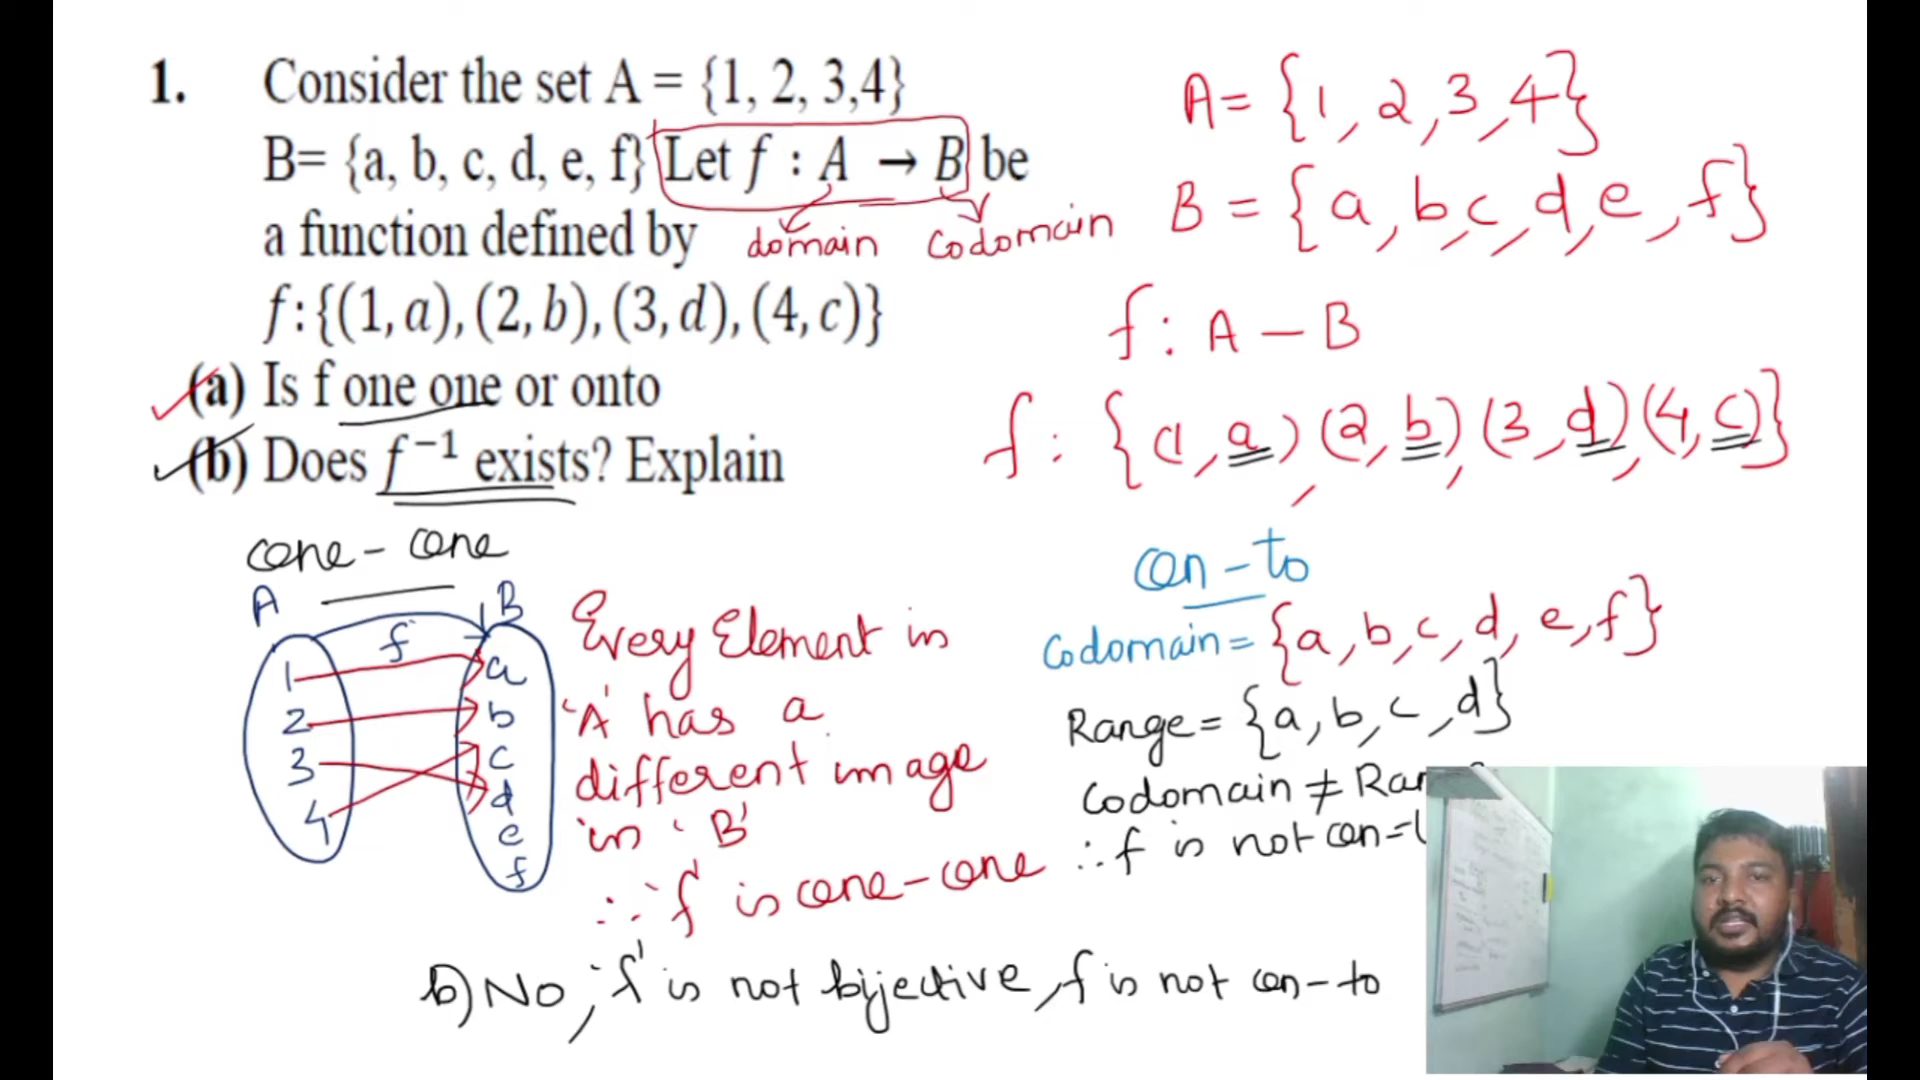 1. Consider the set A = {1, 2, 3,4}
B= {a, b, c, d, e, f} Let f : A → B be
a function defined by
f:{(1,a),(2,b),(3,d),(4,c)}
(a) Is f one one or onto
(b) Does f⁻¹ exists? Explain
domain codomain
A= {1, 2, 3, 4}
B = {a, b, c, d, e, f}
f: A – B
f: {(1, a) (2, b), (3, d), (4, c)}
one - one
A B
f
1 a
2 b
3 c
4 d
e
f
Every Element in
'A' has a
different image
in 'B'
∴ 'f' is one-one
on-to
Codomain = {a, b, c, d, e, f}
Range = {a, b, c, d}
Codomain ≠
∴ f is not
b) No, 'f' is not bijective, f is not on-to